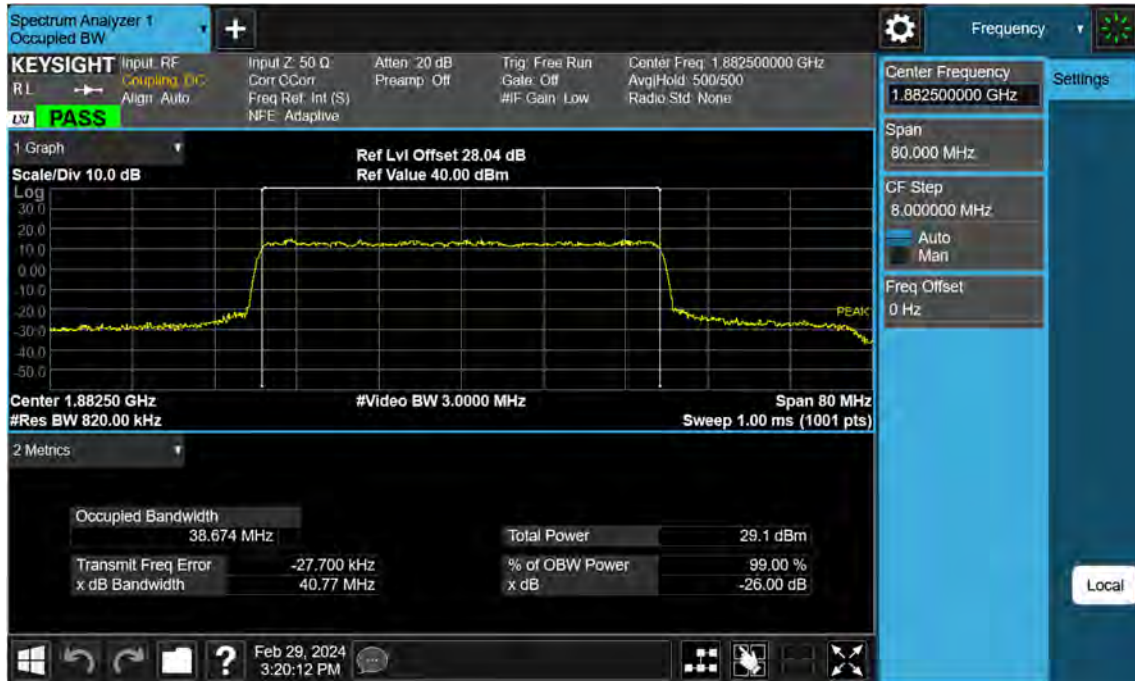 Spectrum Analyzer 1
Occupied BW
+
Frequency
KEYSIGHT
R L
LXI
PASS
Input: RF
Coupling: DC
Align: Auto
Input Z: 50 Ω
Corr CCorr
Freq Ref: Int (S)
NFE: Adaptive
Atten: 20 dB
Preamp: Off
Trig: Free Run
Gate: Off
#IF Gain: Low
Center Freq: 1.882500000 GHz
Avg|Hold: 500/500
Radio Std: None
1 Graph
Scale/Div 10.0 dB
Ref Lvl Offset 28.04 dB
Ref Value 40.00 dBm
Log
30.0
20.0
10.0
0.00
-10.0
-20.0
-30.0
-40.0
-50.0
PEAK
Center 1.88250 GHz
#Video BW 3.0000 MHz
Span 80 MHz
#Res BW 820.00 kHz
Sweep 1.00 ms (1001 pts)
2 Metrics
Occupied Bandwidth
38.674 MHz
Total Power 29.1 dBm
Transmit Freq Error -27.700 kHz
% of OBW Power 99.00 %
x dB Bandwidth 40.77 MHz
x dB -26.00 dB
Center Frequency
1.882500000 GHz
Span
80.000 MHz
CF Step
8.000000 MHz
Auto
Man
Freq Offset
0 Hz
Settings
Local
?
Feb 29, 2024
3:20:12 PM